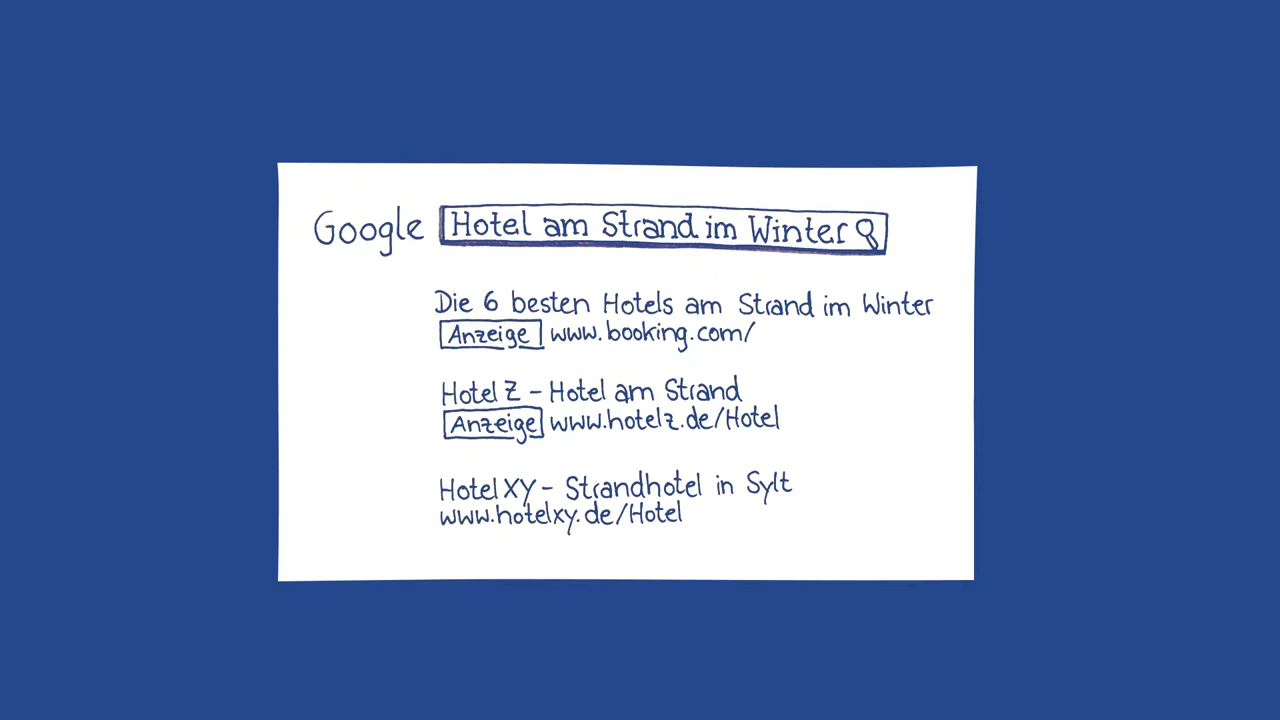 Google Hotel am Strand im Winter
Die 6 besten Hotels am Strand im Winter
Anzeige www.booking.com/
Hotel Z - Hotel am Strand
Anzeige www.hotelz.de/Hotel
Hotel XY - Strandhotel in Sylt
www.hotelxy.de/Hotel